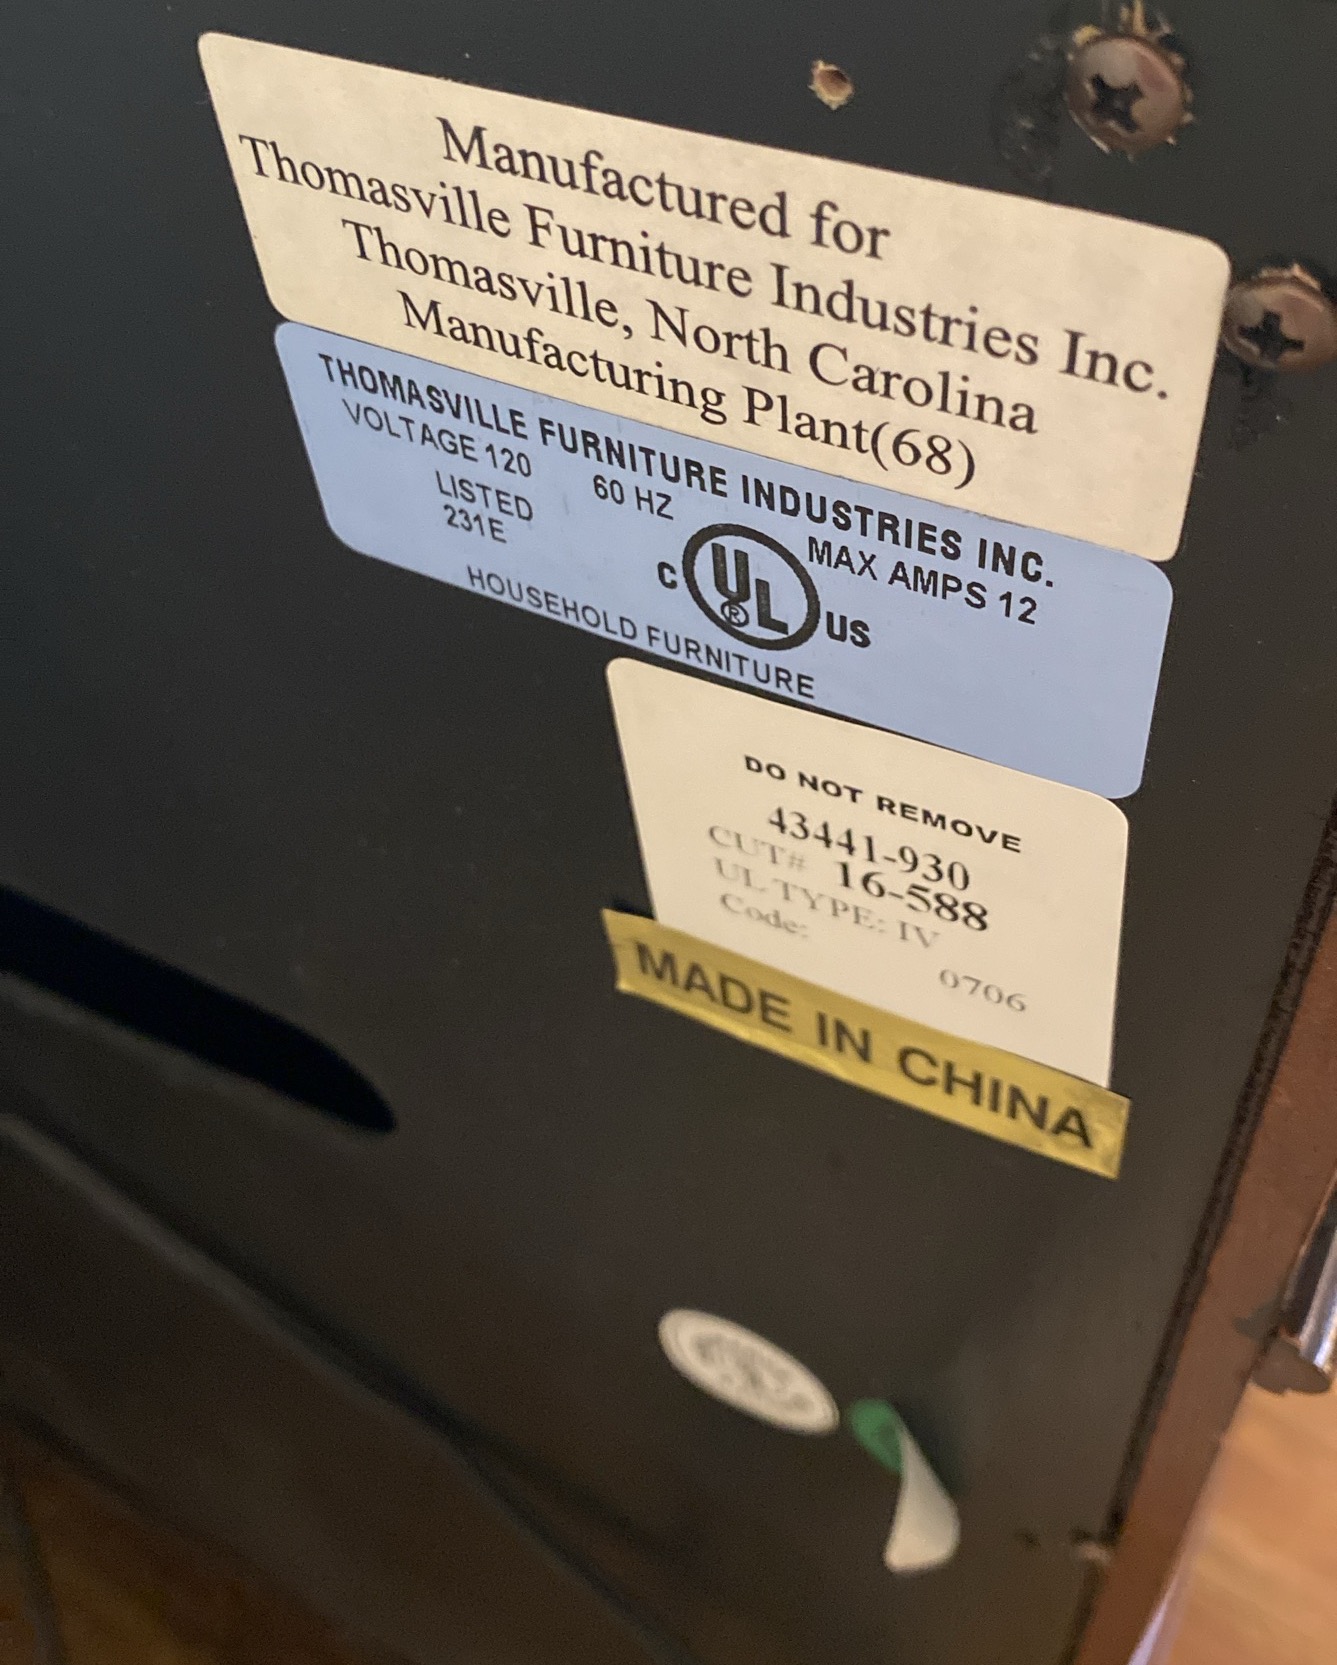 Manufactured for
Thomasville Furniture Industries Inc.
Thomasville, North Carolina
Manufacturing Plant(68)
THOMASVILLE FURNITURE INDUSTRIES INC.
VOLTAGE 120 60 HZ MAX AMPS 12
LISTED
231E
C UL ® US
HOUSEHOLD FURNITURE
DO NOT REMOVE
43441-930
CUT# 16-588
UL TYPE: IV
Code:
0706
MADE IN CHINA